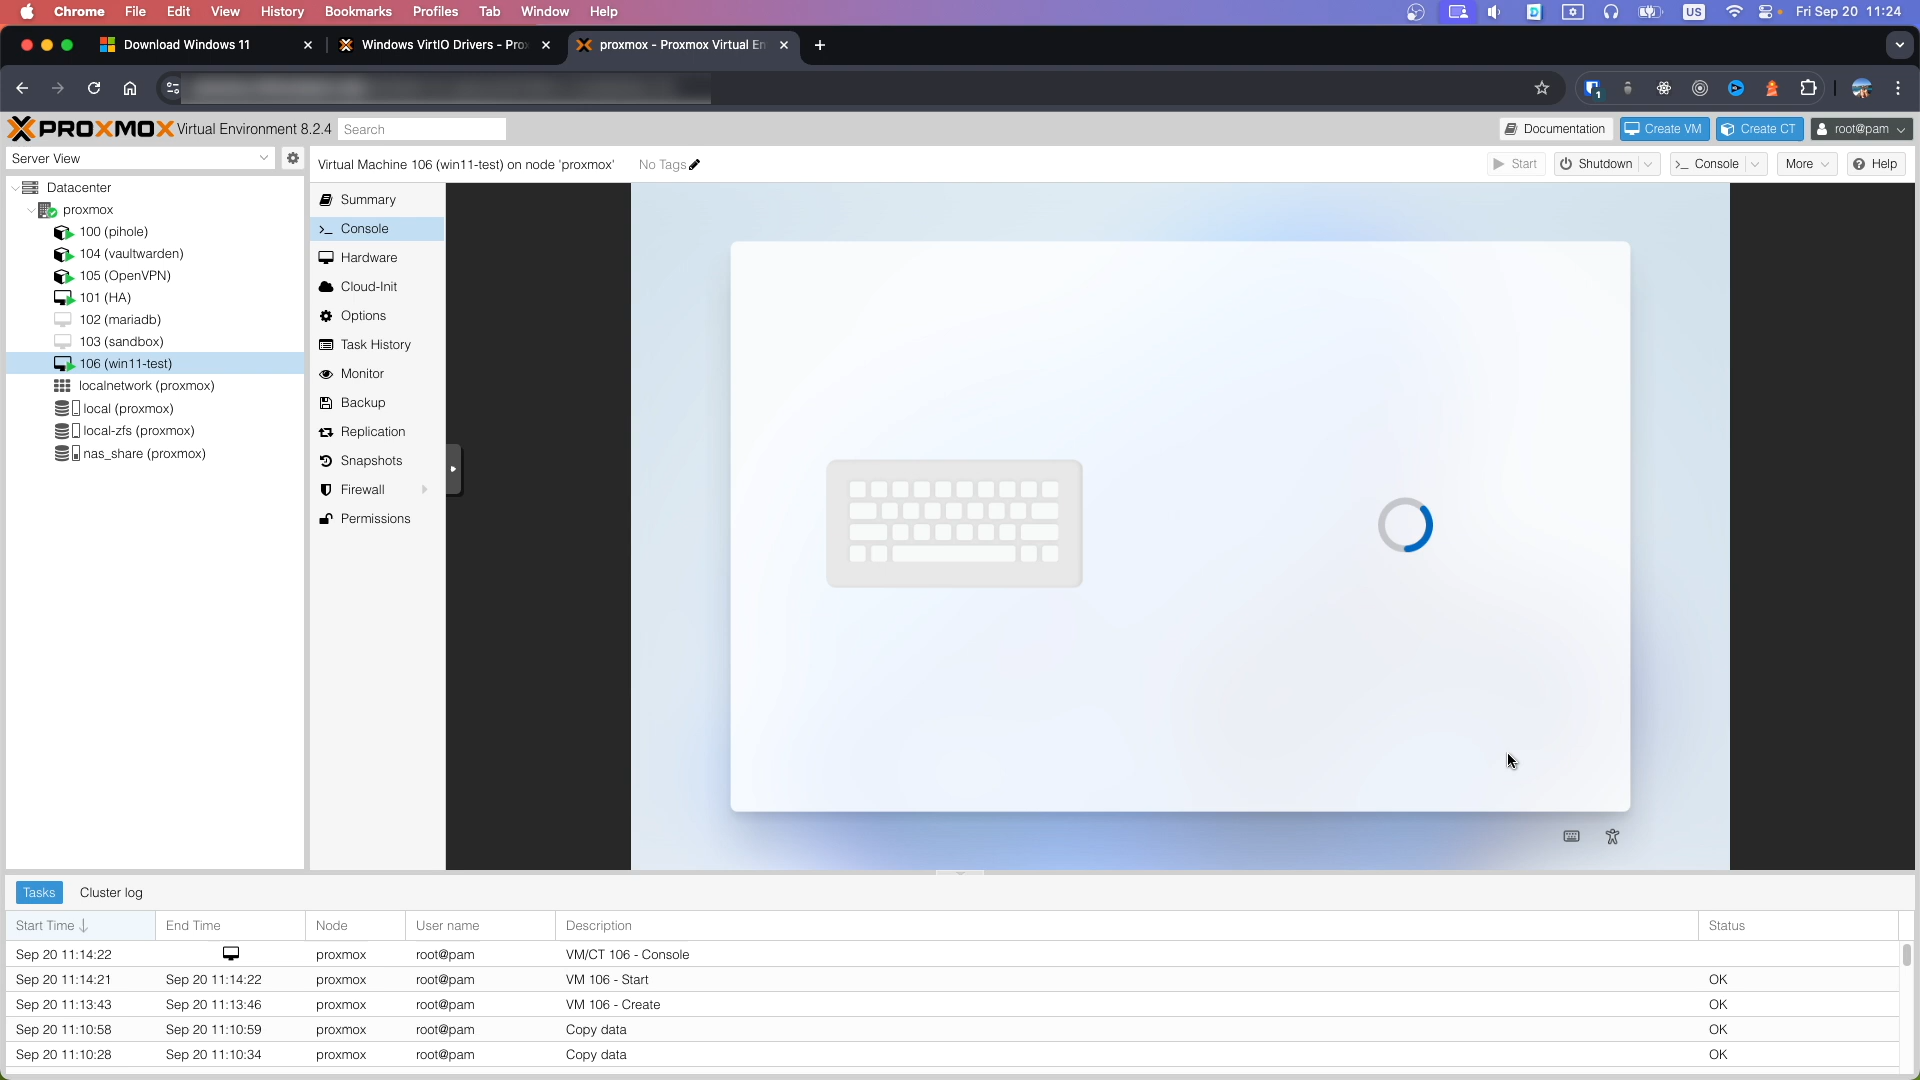 Chrome File Edit View History Bookmarks Profiles Tab Window Help US Fri Sep 20 11:24
Download Windows 11 Windows VirtIO Drivers - Prox proxmox - Proxmox Virtual En
1
PROXMOX Virtual Environment 8.2.4 Search Documentation Create VM Create CT root@pam
Server View
Virtual Machine 106 (win11-test) on node 'proxmox' No Tags Start Shutdown Console More Help
Datacenter
proxmox
100 (pihole)
104 (vaultwarden)
105 (OpenVPN)
101 (HA)
102 (mariadb)
103 (sandbox)
106 (win11-test)
localnetwork (proxmox)
local (proxmox)
local-zfs (proxmox)
nas_share (proxmox)
Summary
Console
Hardware
Cloud-Init
Options
Task History
Monitor
Backup
Replication
Snapshots
Firewall
Permissions
Tasks Cluster log
Start Time End Time Node User name Description Status
Sep 20 11:14:22 proxmox root@pam VM/CT 106 - Console
Sep 20 11:14:21 Sep 20 11:14:22 proxmox root@pam VM 106 - Start OK
Sep 20 11:13:43 Sep 20 11:13:46 proxmox root@pam VM 106 - Create OK
Sep 20 11:10:58 Sep 20 11:10:59 proxmox root@pam Copy data OK
Sep 20 11:10:28 Sep 20 11:10:34 proxmox root@pam Copy data OK